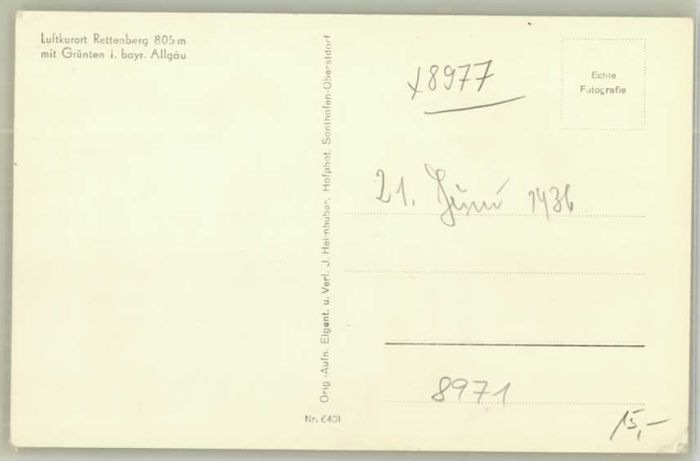 Luftkurort Rettenberg 805 m
mit Grünten i. bayr. Allgäu
Orig.-Aufn. Eigent. u. Verl. J. Heimhuber, Hofphot. Sonthofen-Oberstdorf
Nr. 6401
x8977
Echte
Fotografie
21. Juni 1936
8971
15,-